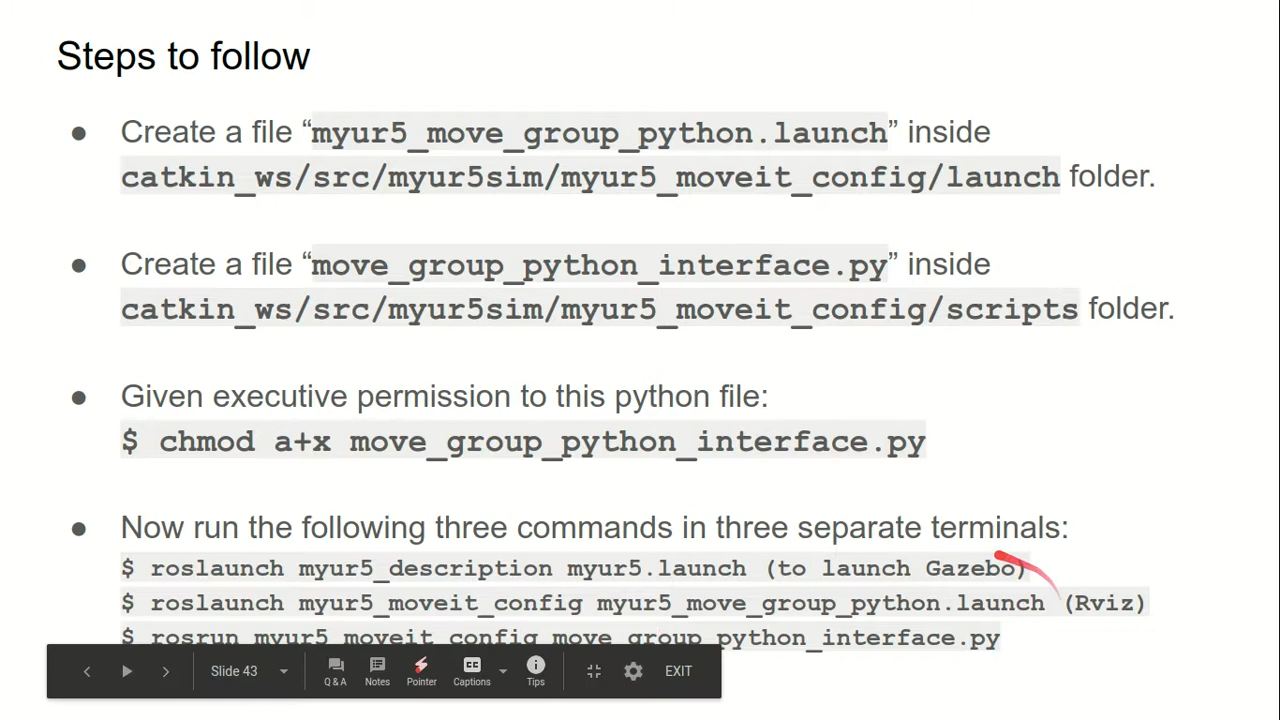 Steps to follow
● Create a file “myur5_move_group_python.launch” inside
catkin_ws/src/myur5sim/myur5_moveit_config/launch folder.
● Create a file “move_group_python_interface.py” inside
catkin_ws/src/myur5sim/myur5_moveit_config/scripts folder.
● Given executive permission to this python file:
$ chmod a+x move_group_python_interface.py
● Now run the following three commands in three separate terminals:
$ roslaunch myur5_description myur5.launch (to launch Gazebo)
$ roslaunch myur5_moveit_config myur5_move_group_python.launch (Rviz)
$ rosrun myur5_moveit_config move_group_python_interface.py
Slide 43 Q & A Notes Pointer CC Captions Tips EXIT